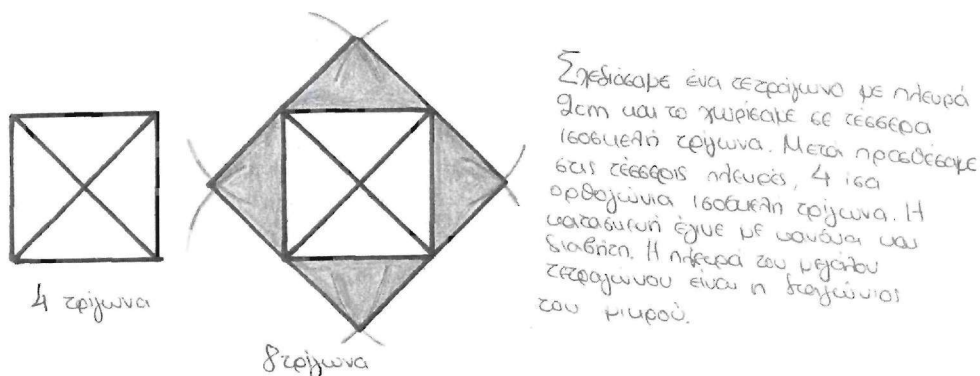 4 τρίγωνα
8 τρίγωνα
Σχεδιάσαμε ένα τετράγωνο με πλευρά
2cm και το χωρίσαμε σε τέσσερα
ισοσκελή τρίγωνα. Μετά προσθέσαμε
στις τέσσερις πλευρές, 4 ίσα
ορθογώνια ισοσκελή τρίγωνα. Η
κατασκευή έγινε με κανόνα και
διαβήτη. Η πλευρά του μεγάλου
τετραγώνου είναι η διαγώνιος
του μικρού.